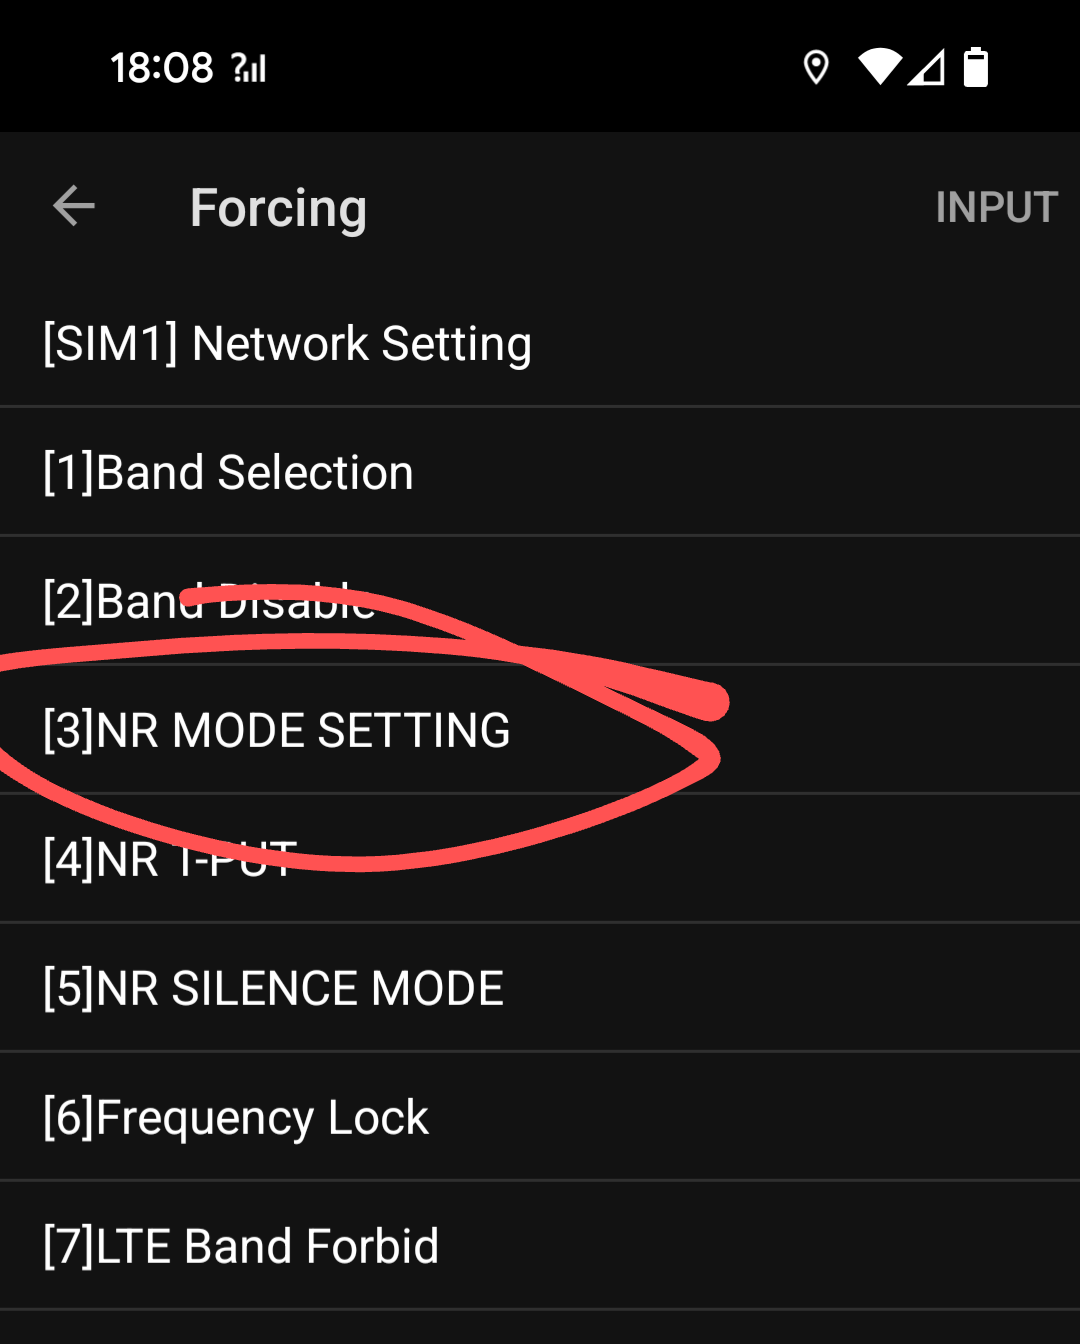 18:08
Forcing INPUT
[SIM1] Network Setting
[1]Band Selection
[2]Band Disable
[3]NR MODE SETTING
[4]NR T-PUT
[5]NR SILENCE MODE
[6]Frequency Lock
[7]LTE Band Forbid